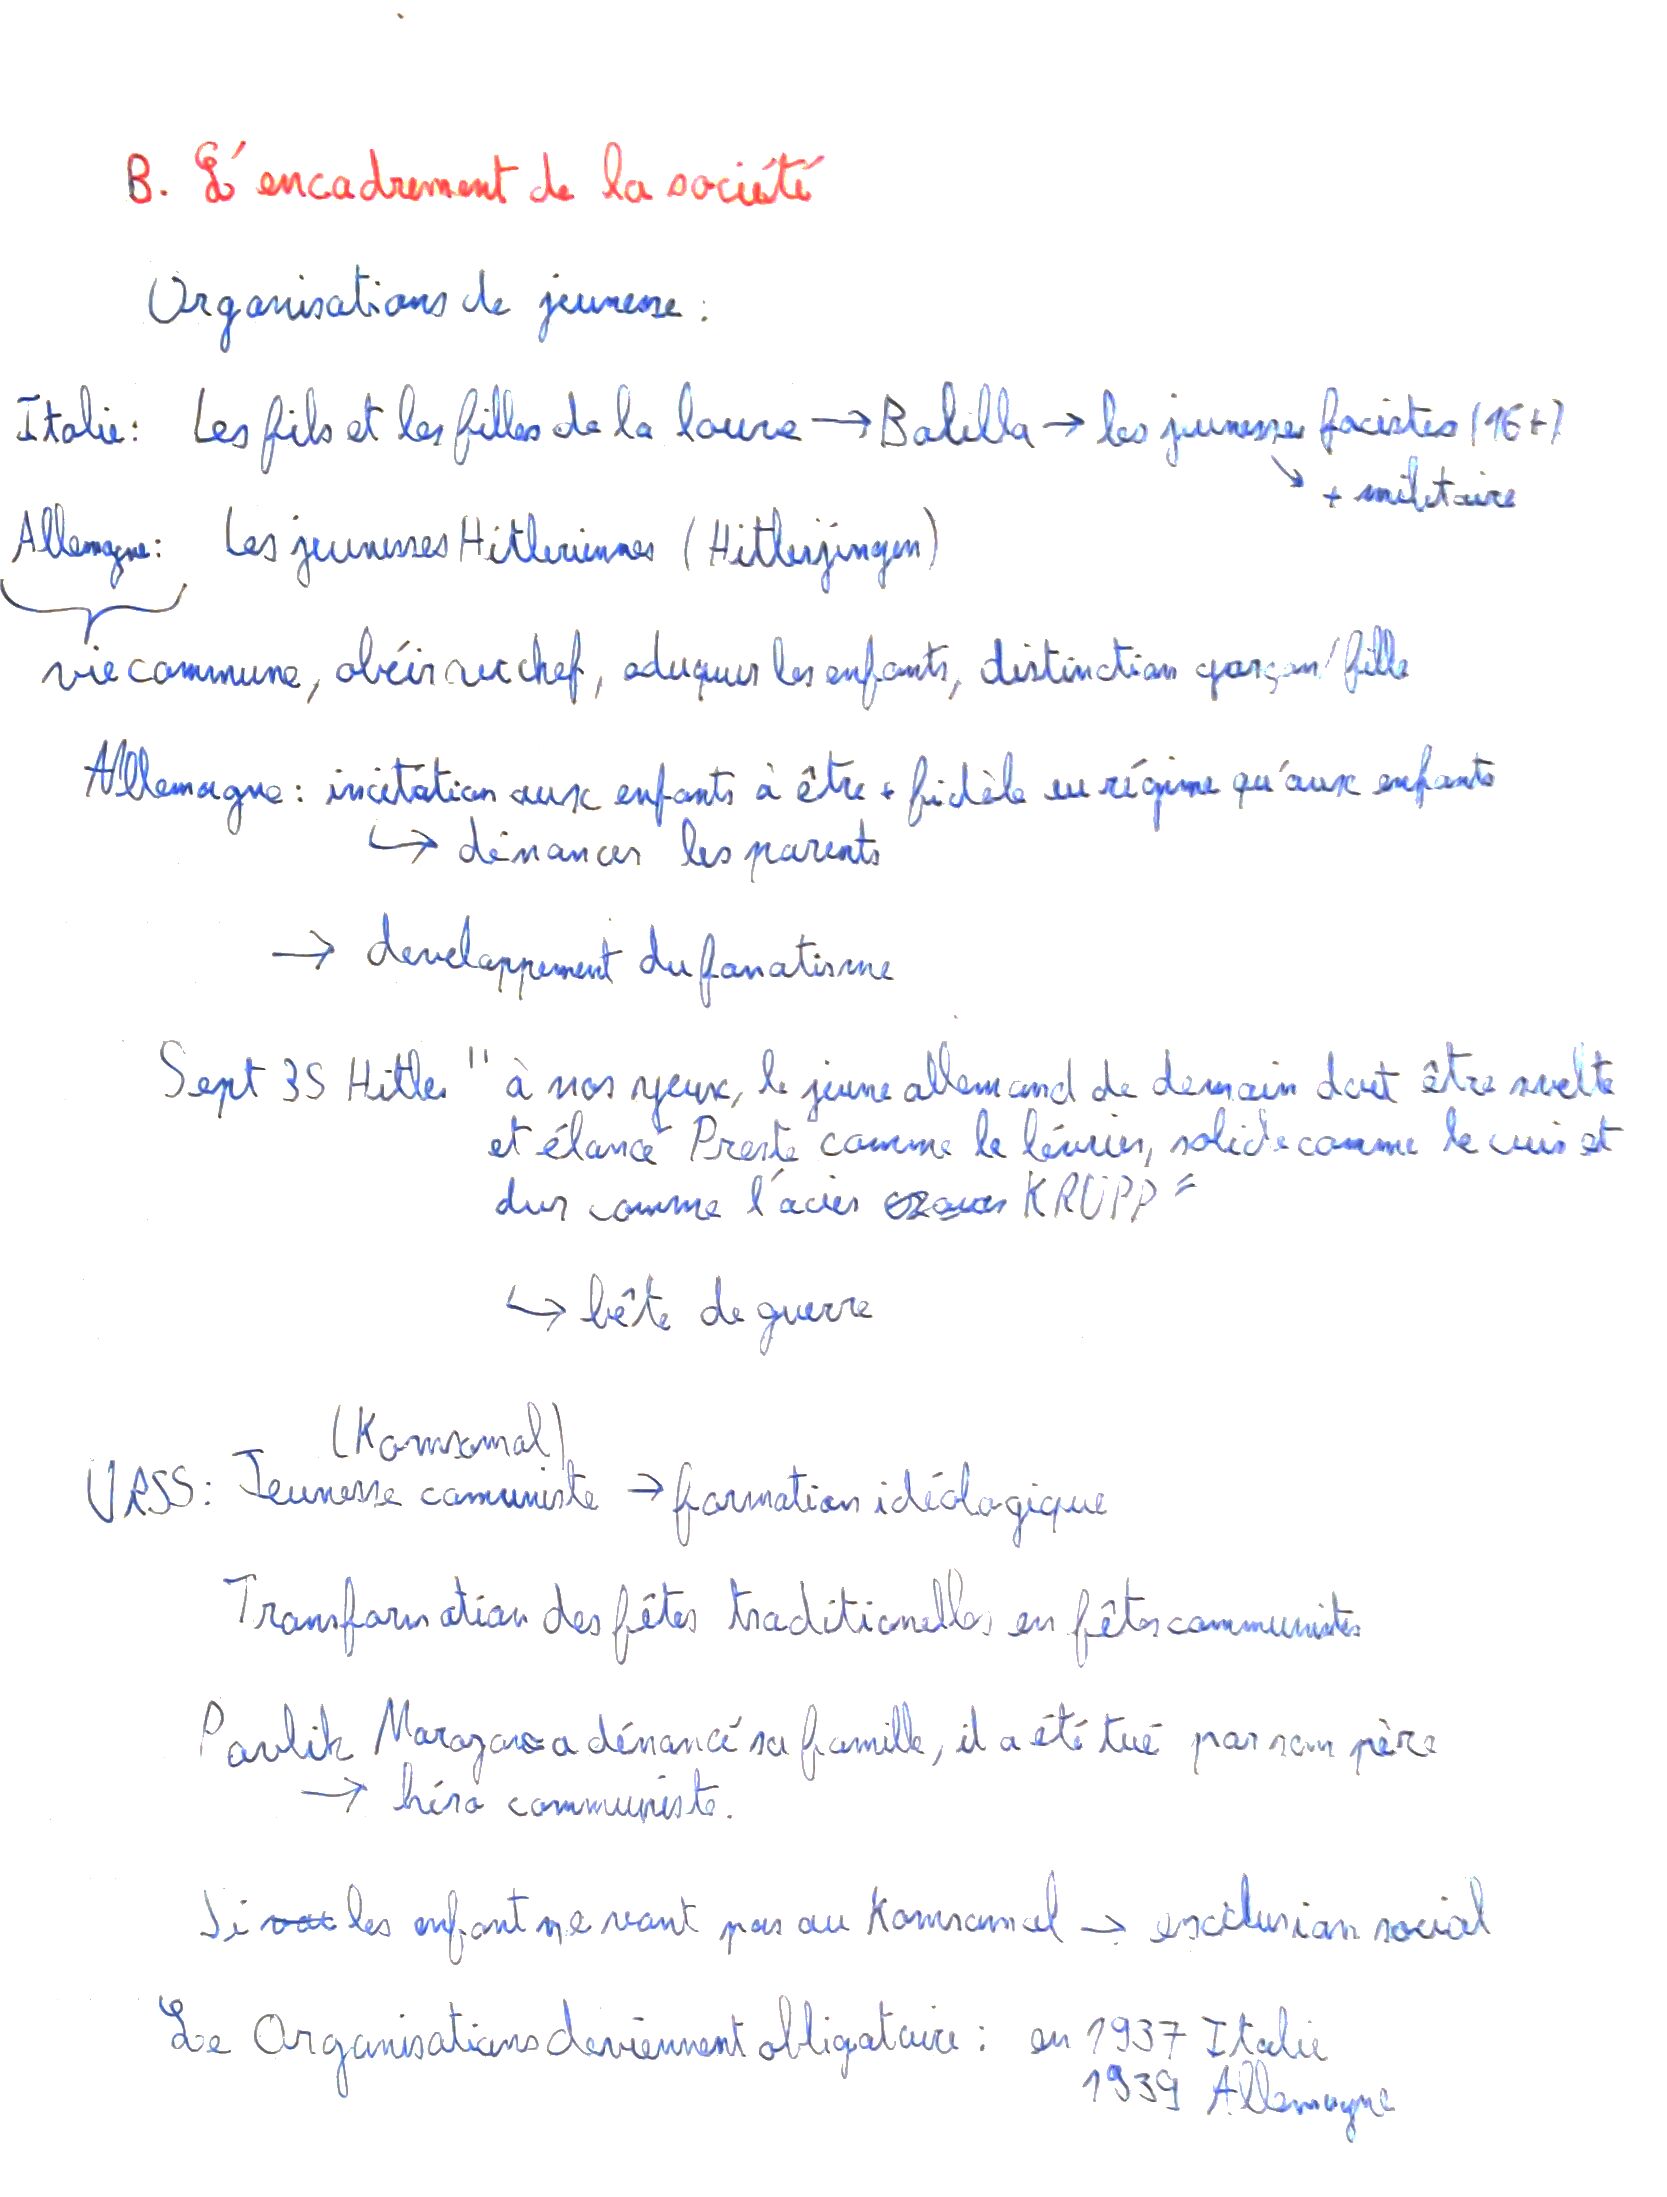 B. L'encadrement de la société
Organisations de jeunesse :
Italie : Les fils et les filles de la louve → Balilla → les jeunesses facistes (16+)
↘ + militaire
Allemagne : Les jeunesses Hitleriennes (Hitlerjingen)
vie commune, obéir au chef, eduquer les enfants, distinction garçon/fille
Allemagne : incitation aux enfants à être + fidèle au régime qu'aux enfants
↳ dénoncer les parents
→ developpement du fanatisme
Sept 35 Hitler " à nos yeux, le jeune allemand de demain doit être svelte
et élancé Preste comme le lévrier, solide comme le cuir et
dur comme l'acier KRUPP "
↳ bête de guerre
(Komsomol)
URSS : Jeunesse comuniste → formation idéologique
Transformation des fêtes traditionelles en fêtes communistes
Pavlik Morozov a dénoncé sa famille, il a été tué par son père
→ héro communiste.
Si les enfant ne vont pas au Komsomol → exclusion social
Le Organisations deviennent obligatoire : en 1937 Italie
1939 Allemagne